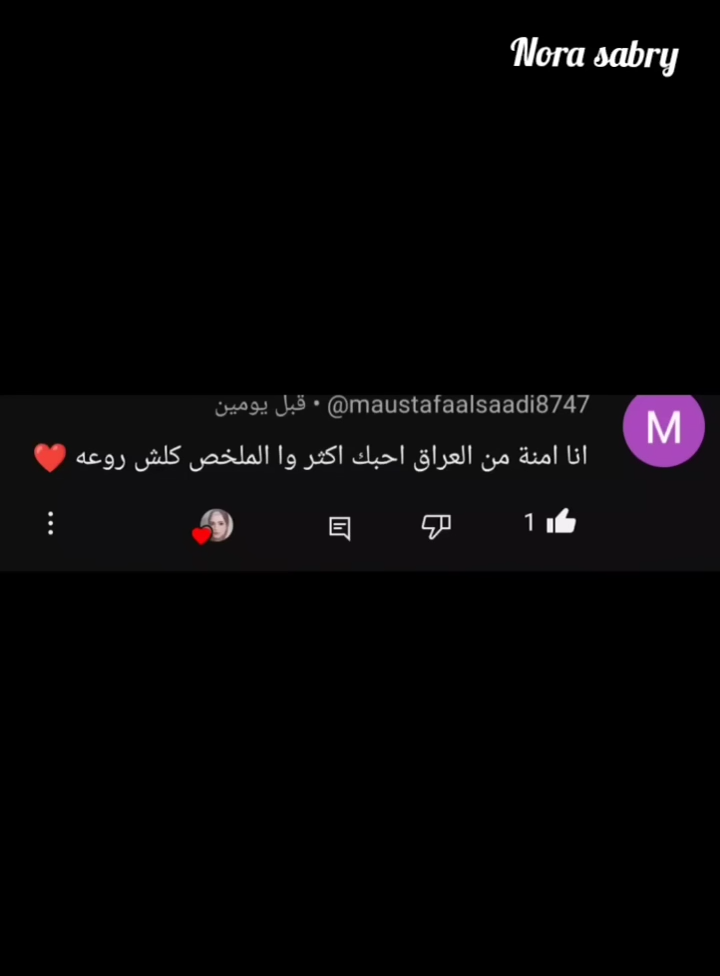 Nora sabry
@maustafaalsaadi8747 • قبل يومين
M
انا امنة من العراق احبك اكثر وا الملخص كلش روعه ❤️
1